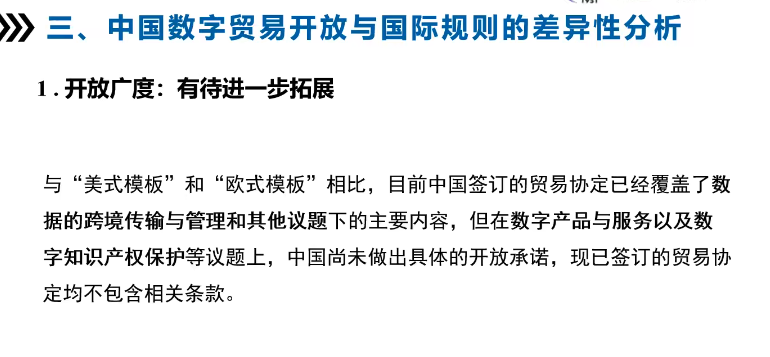 三、中国数字贸易开放与国际规则的差异性分析
1 . 开放广度：有待进一步拓展
与“美式模板”和“欧式模板”相比，目前中国签订的贸易协定已经覆盖了数
据的跨境传输与管理和其他议题下的主要内容，但在数字产品与服务以及数
字知识产权保护等议题上，中国尚未做出具体的开放承诺，现已签订的贸易协
定均不包含相关条款。